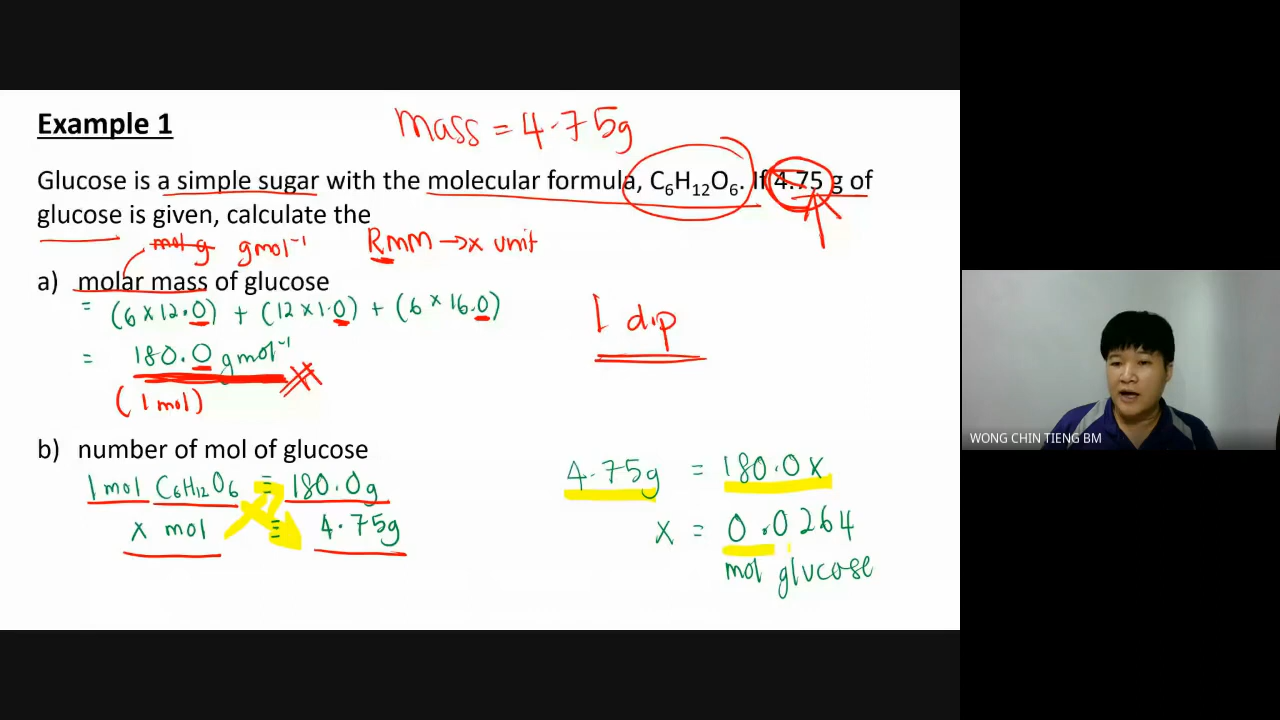 Example 1
mass = 4.75g
Glucose is a simple sugar with the molecular formula, C₆H₁₂O₆. If 4.75 g of
glucose is given, calculate the
mol g gmol⁻¹ RMM → x unit
a) molar mass of glucose
= (6 × 12.0) + (12 × 1.0) + (6 × 16.0)
1 dip
= 180.0 gmol⁻¹
(1 mol)
b) number of mol of glucose
1 mol C₆H₁₂O₆ ≡ 180.0g
x mol ≡ 4.75g
4.75g = 180.0x
x = 0.0264
mol glucose
WONG CHIN TIENG BM